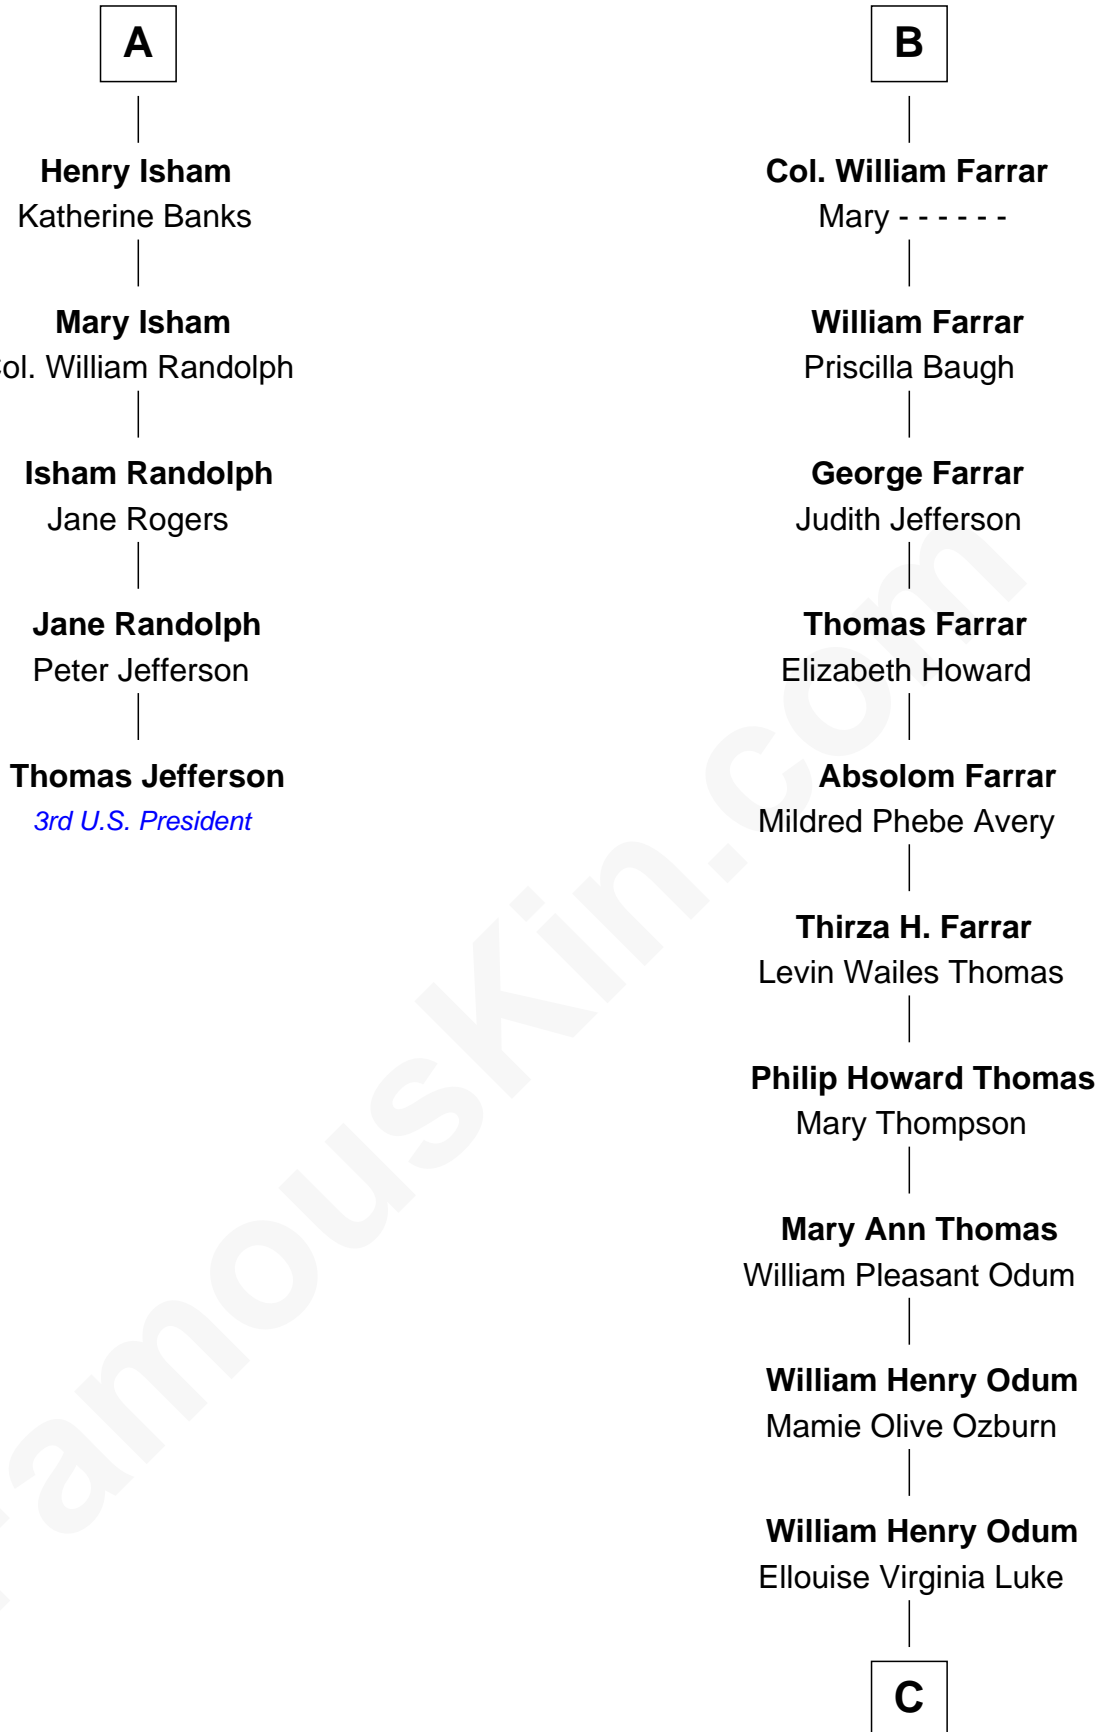 A
Henry Isham
Katherine Banks
Mary Isham
Col. William Randolph
Isham Randolph
Jane Rogers
Jane Randolph
Peter Jefferson
Thomas Jefferson
3rd U.S. President
B
Col. William Farrar
Mary - - - - - -
William Farrar
Priscilla Baugh
George Farrar
Judith Jefferson
Thomas Farrar
Elizabeth Howard
Absolom Farrar
Mildred Phebe Avery
Thirza H. Farrar
Levin Wailes Thomas
Philip Howard Thomas
Mary Thompson
Mary Ann Thomas
William Pleasant Odum
William Henry Odum
Mamie Olive Ozburn
William Henry Odum
Ellouise Virginia Luke
C
FamousKin.com